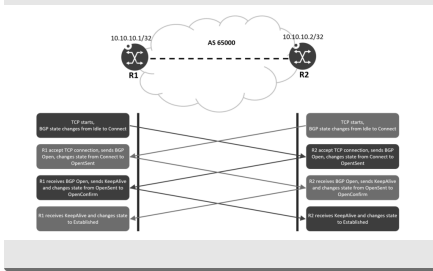 10.10.10.1/32
AS 65000
10.10.10.2/32
R1
R2
TCP starts,
BGP state changes from Idle to Connect
TCP starts,
BGP state changes from Idle to Connect
R1 accept TCP connection, sends BGP
Open, changes state from Connect to
OpenSent
R2 accept TCP connection, sends BGP
Open, changes state from Connect to
OpenSent
R1 receives BGP Open, sends KeepAlive
and changes state from OpenSent to
OpenConfirm
R2 receives BGP Open, sends KeepAlive
and changes state from OpenSent to
OpenConfirm
R1 receives KeepAlive and changes state
to Established
R2 receives KeepAlive and changes state
to Established